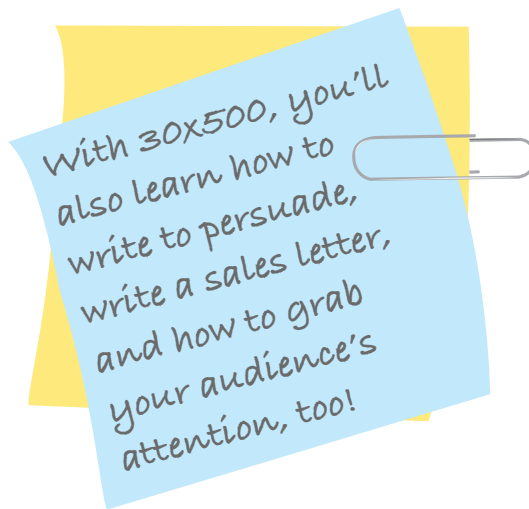 With 30x500, you'll
also learn how to
write to persuade,
write a sales letter,
and how to grab
your audience's
attention, too!